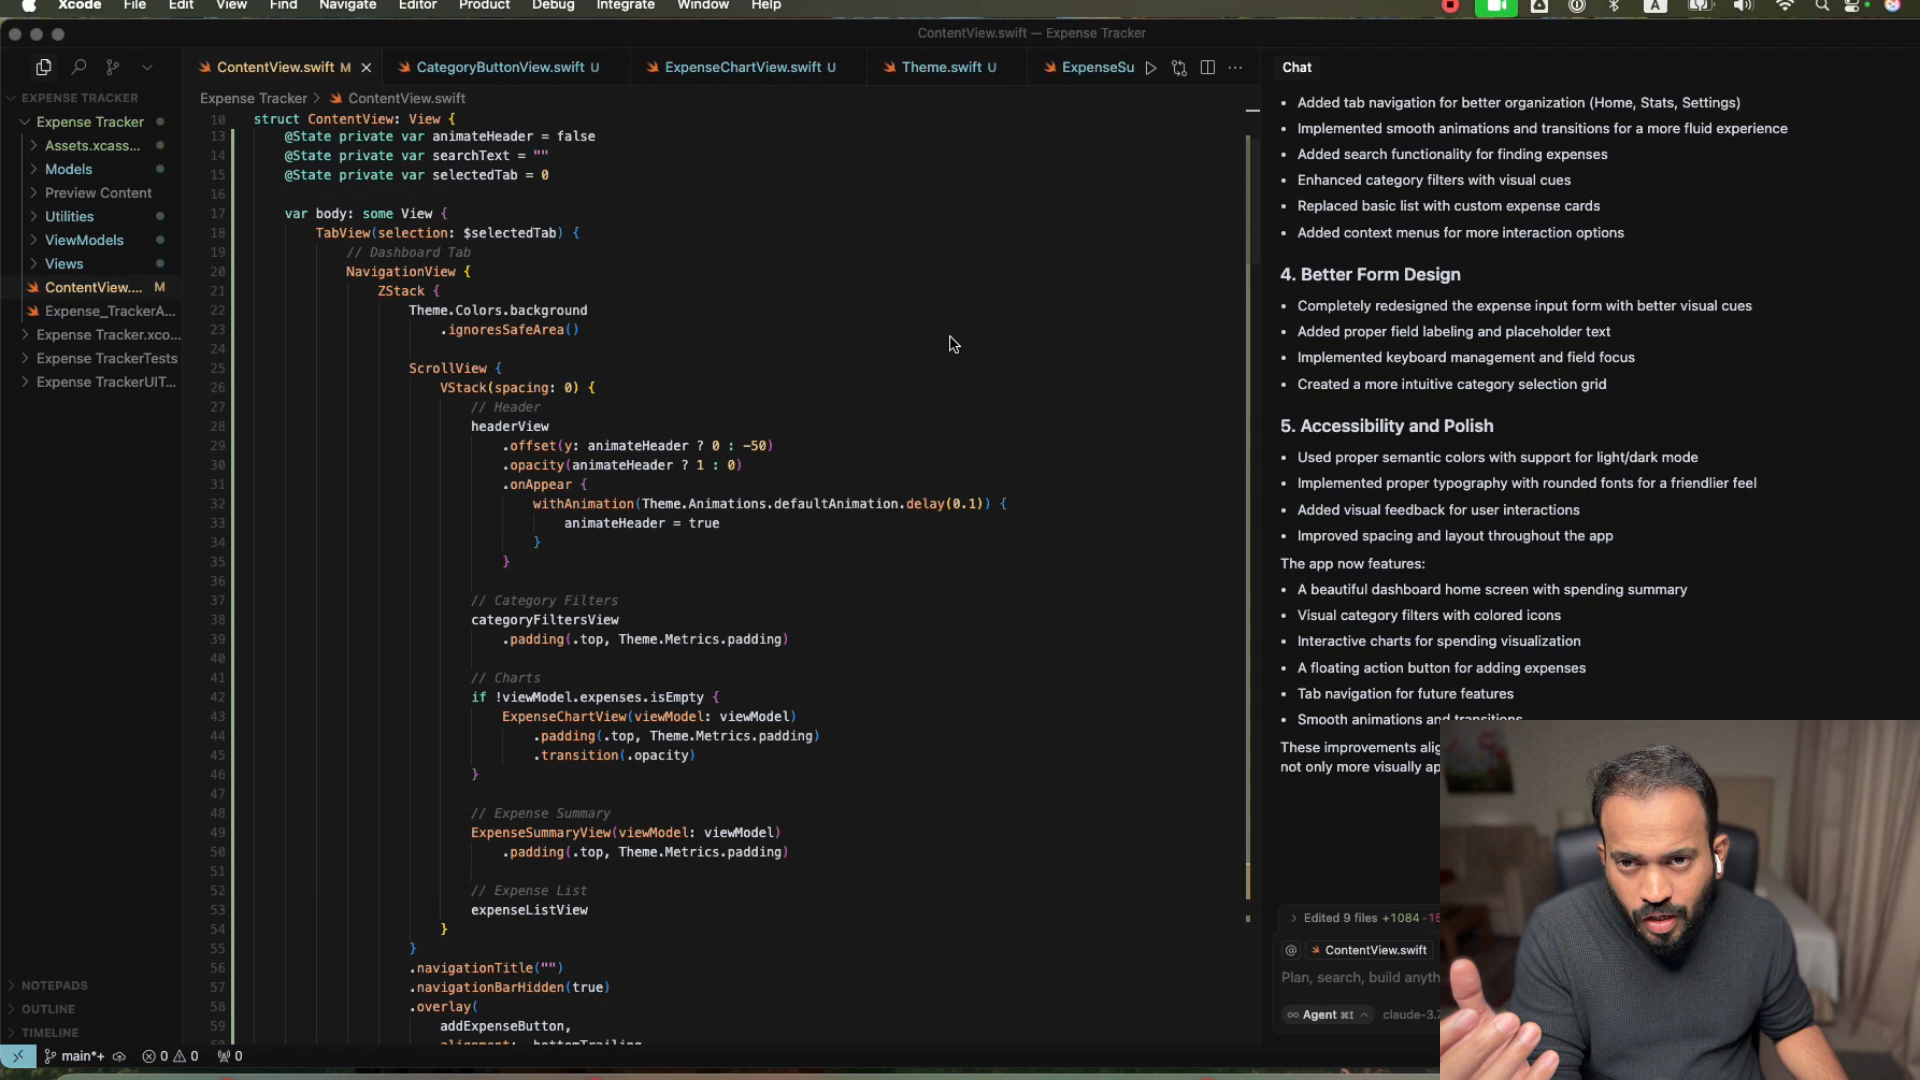 Xcode File Edit View Find Navigate Editor Product Debug Integrate Window Help
A
ContentView.swift — Expense Tracker
ContentView.swift M
CategoryButtonView.swift U
ExpenseChartView.swift U
Theme.swift U
ExpenseSu
Chat
EXPENSE TRACKER
Expense Tracker
Assets.xcass...
Models
Preview Content
Utilities
ViewModels
Views
ContentView.... M
Expense_TrackerA...
Expense Tracker.xco...
Expense TrackerTests
Expense TrackerUIT...
NOTEPADS
OUTLINE
TIMELINE
Expense Tracker > ContentView.swift
10 struct ContentView: View {
13 @State private var animateHeader = false
14 @State private var searchText = ""
15 @State private var selectedTab = 0
16
17 var body: some View {
18 TabView(selection: $selectedTab) {
19 // Dashboard Tab
20 NavigationView {
21 ZStack {
22 Theme.Colors.background
23 .ignoresSafeArea()
24
25 ScrollView {
26 VStack(spacing: 0) {
27 // Header
28 headerView
29 .offset(y: animateHeader ? 0 : -50)
30 .opacity(animateHeader ? 1 : 0)
31 .onAppear {
32 withAnimation(Theme.Animations.defaultAnimation.delay(0.1)) {
33 animateHeader = true
34 }
35 }
36
37 // Category Filters
38 categoryFiltersView
39 .padding(.top, Theme.Metrics.padding)
40
41 // Charts
42 if !viewModel.expenses.isEmpty {
43 ExpenseChartView(viewModel: viewModel)
44 .padding(.top, Theme.Metrics.padding)
45 .transition(.opacity)
46 }
47
48 // Expense Summary
49 ExpenseSummaryView(viewModel: viewModel)
50 .padding(.top, Theme.Metrics.padding)
51
52 // Expense List
53 expenseListView
54 }
55 }
56 .navigationTitle("")
57 .navigationBarHidden(true)
58 .overlay(
59 addExpenseButton,
alignment: .bottomTrailing
• Added tab navigation for better organization (Home, Stats, Settings)
• Implemented smooth animations and transitions for a more fluid experience
• Added search functionality for finding expenses
• Enhanced category filters with visual cues
• Replaced basic list with custom expense cards
• Added context menus for more interaction options
4. Better Form Design
• Completely redesigned the expense input form with better visual cues
• Added proper field labeling and placeholder text
• Implemented keyboard management and field focus
• Created a more intuitive category selection grid
5. Accessibility and Polish
• Used proper semantic colors with support for light/dark mode
• Implemented proper typography with rounded fonts for a friendlier feel
• Added visual feedback for user interactions
• Improved spacing and layout throughout the app
The app now features:
• A beautiful dashboard home screen with spending summary
• Visual category filters with colored icons
• Interactive charts for spending visualization
• A floating action button for adding expenses
• Tab navigation for future features
• Smooth animations and transitions
These improvements alig
not only more visually ap
> Edited 9 files +1084 -15
@ ContentView.swift
Plan, search, build anyth
∞ Agent ⌘I claude-3.7
main*+ 0 0 0